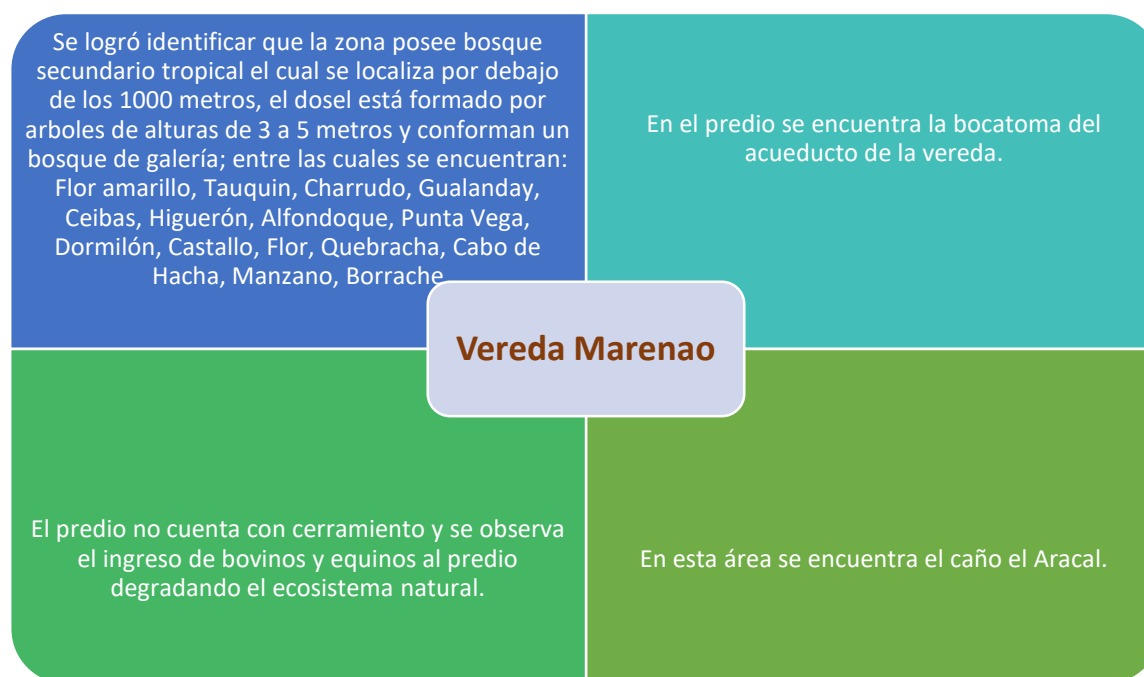 Se logró identificar que la zona posee bosque
secundario tropical el cual se localiza por debajo
de los 1000 metros, el dosel está formado por
arboles de alturas de 3 a 5 metros y conforman un
bosque de galería; entre las cuales se encuentran:
Flor amarillo, Tauquin, Charrudo, Gualanday,
Ceibas, Higuerón, Alfondoque, Punta Vega,
Dormilón, Castallo, Flor, Quebracha, Cabo de
Hacha, Manzano, Borrache
En el predio se encuentra la bocatoma del
acueducto de la vereda.
Vereda Marenao
El predio no cuenta con cerramiento y se observa
el ingreso de bovinos y equinos al predio
degradando el ecosistema natural.
En esta área se encuentra el caño el Aracal.